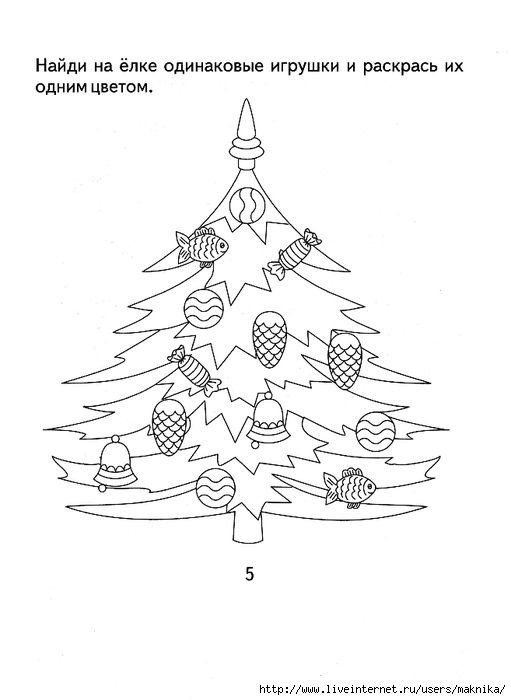 Найди на ёлке одинаковые игрушки и раскрась их
одним цветом.
5
http://www.liveinternet.ru/users/maknika/